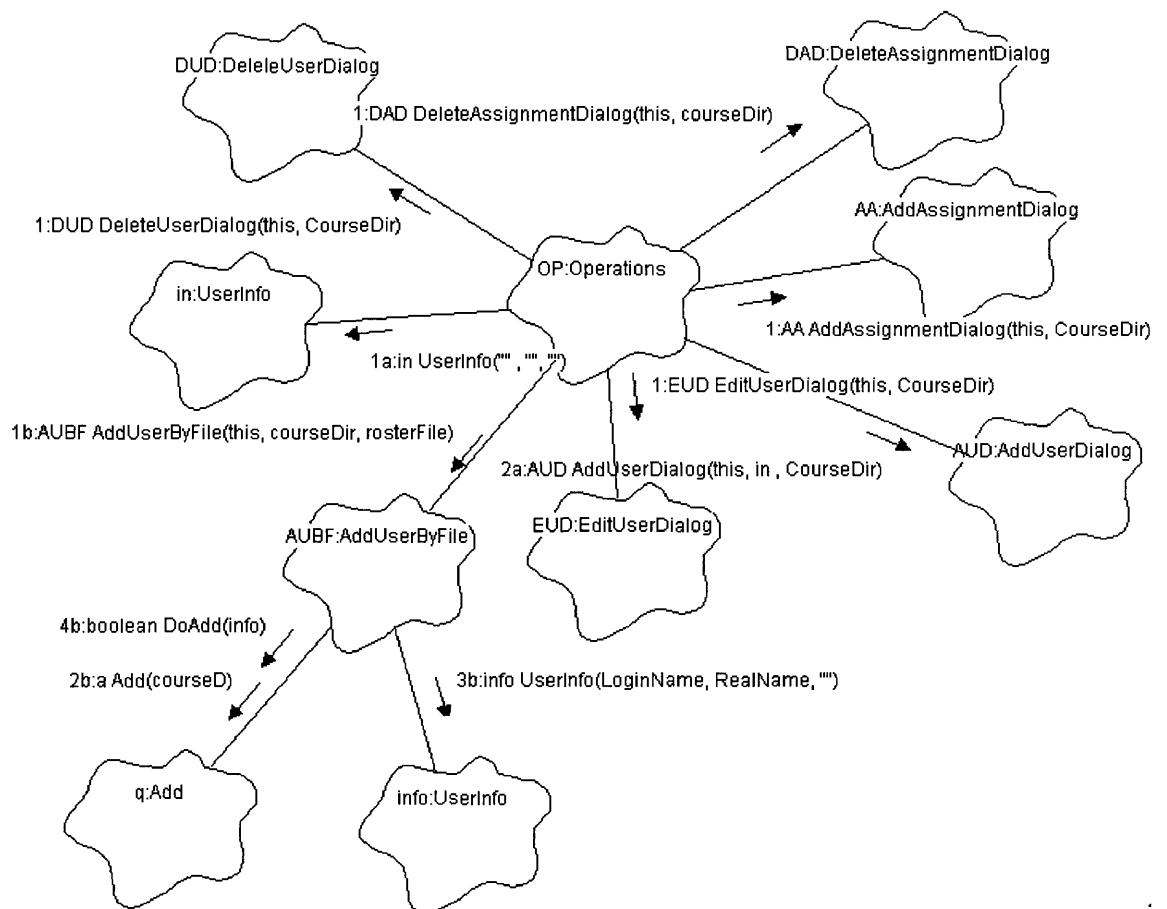 DAD:DeleteAssignmentDialog
DUD:DeleleUserDialog
1:DAD DeleteAssignmentDialog(this, courseDir)
AA:AddAssignmentDialog
1:DUD DeleteUserDialog(this, CourseDir)
OP:Operations
in:UserInfo
1:AA AddAssignmentDialog(this, CourseDir)
1a:in UserInfo("" , "", "")
1:EUD EditUserDialog(this, CourseDir)
1b:AUBF AddUserByFile(this, courseDir, rosterFile)
AUD:AddUserDialog
2a:AUD AddUserDialog(this, in , CourseDir)
EUD:EditUserDialog
AUBF:AddUserByFile
4b:boolean DoAdd(info)
2b:a Add(courseD)
3b:info UserInfo(LoginName, RealName, "")
q:Add
info:UserInfo